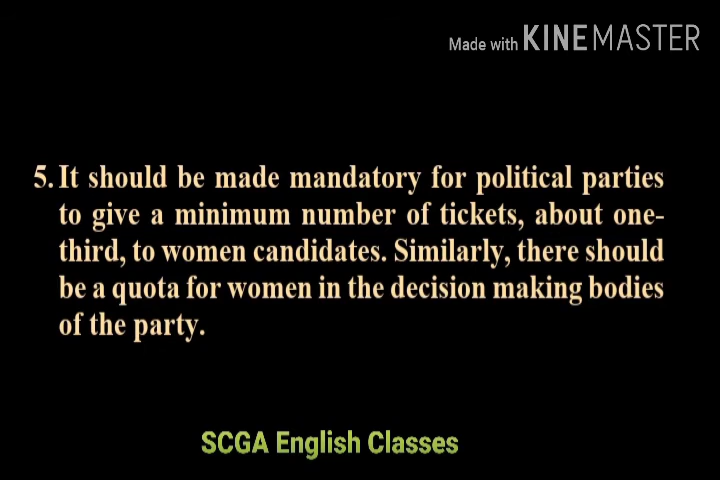 Made with KINEMASTER
5. It should be made mandatory for political parties
to give a minimum number of tickets, about one-
third, to women candidates. Similarly, there should
be a quota for women in the decision making bodies
of the party.
SCGA English Classes